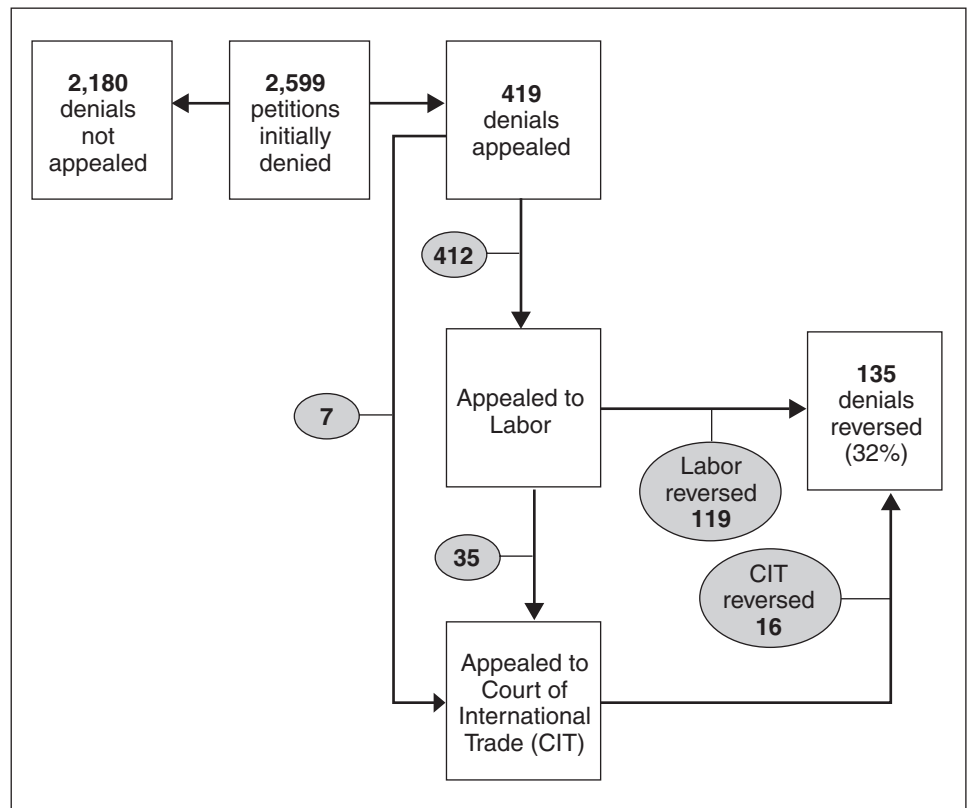 2,180
denials
not
appealed
2,599
petitions
initially
denied
419
denials
appealed
412
7
Appealed to
Labor
135
denials
reversed
(32%)
Labor
reversed
119
35
CIT
reversed
16
Appealed to
Court of
International
Trade (CIT)